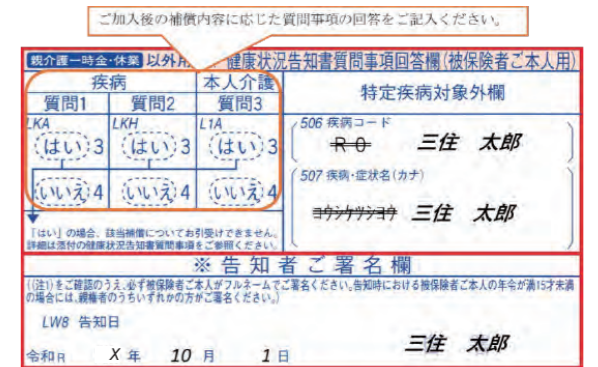 ご加入後の補償内容に応じた質問事項の回答をご記入ください。
親介護一時金・休業 以外用 健康状況告知書質問事項回答欄(被保険者ご本人用)
疾病 本人介護 特定疾病対象外欄
質問1 質問2 質問3
LKA LKH L1A
はい 3 はい 3 はい 3
いいえ 4 いいえ 4 いいえ 4
「はい」の場合、該当補償についてお引受けできません。
詳細は添付の健康状況告知書質問事項をご参照ください。
506 疾病コード
R 0 三住 太郎
507 疾病・症状名(カナ)
コウシケツショウ 三住 太郎
※告知者ご署名欄
((注1)をご確認のうえ、必ず被保険者ご本人がフルネームでご署名ください。告知時における被保険者ご本人の年令が満15才未満
の場合には、親権者のうちいずれかの方がご署名ください。)
LW8 告知日
令和R X 年 10 月 1 日 三住 太郎